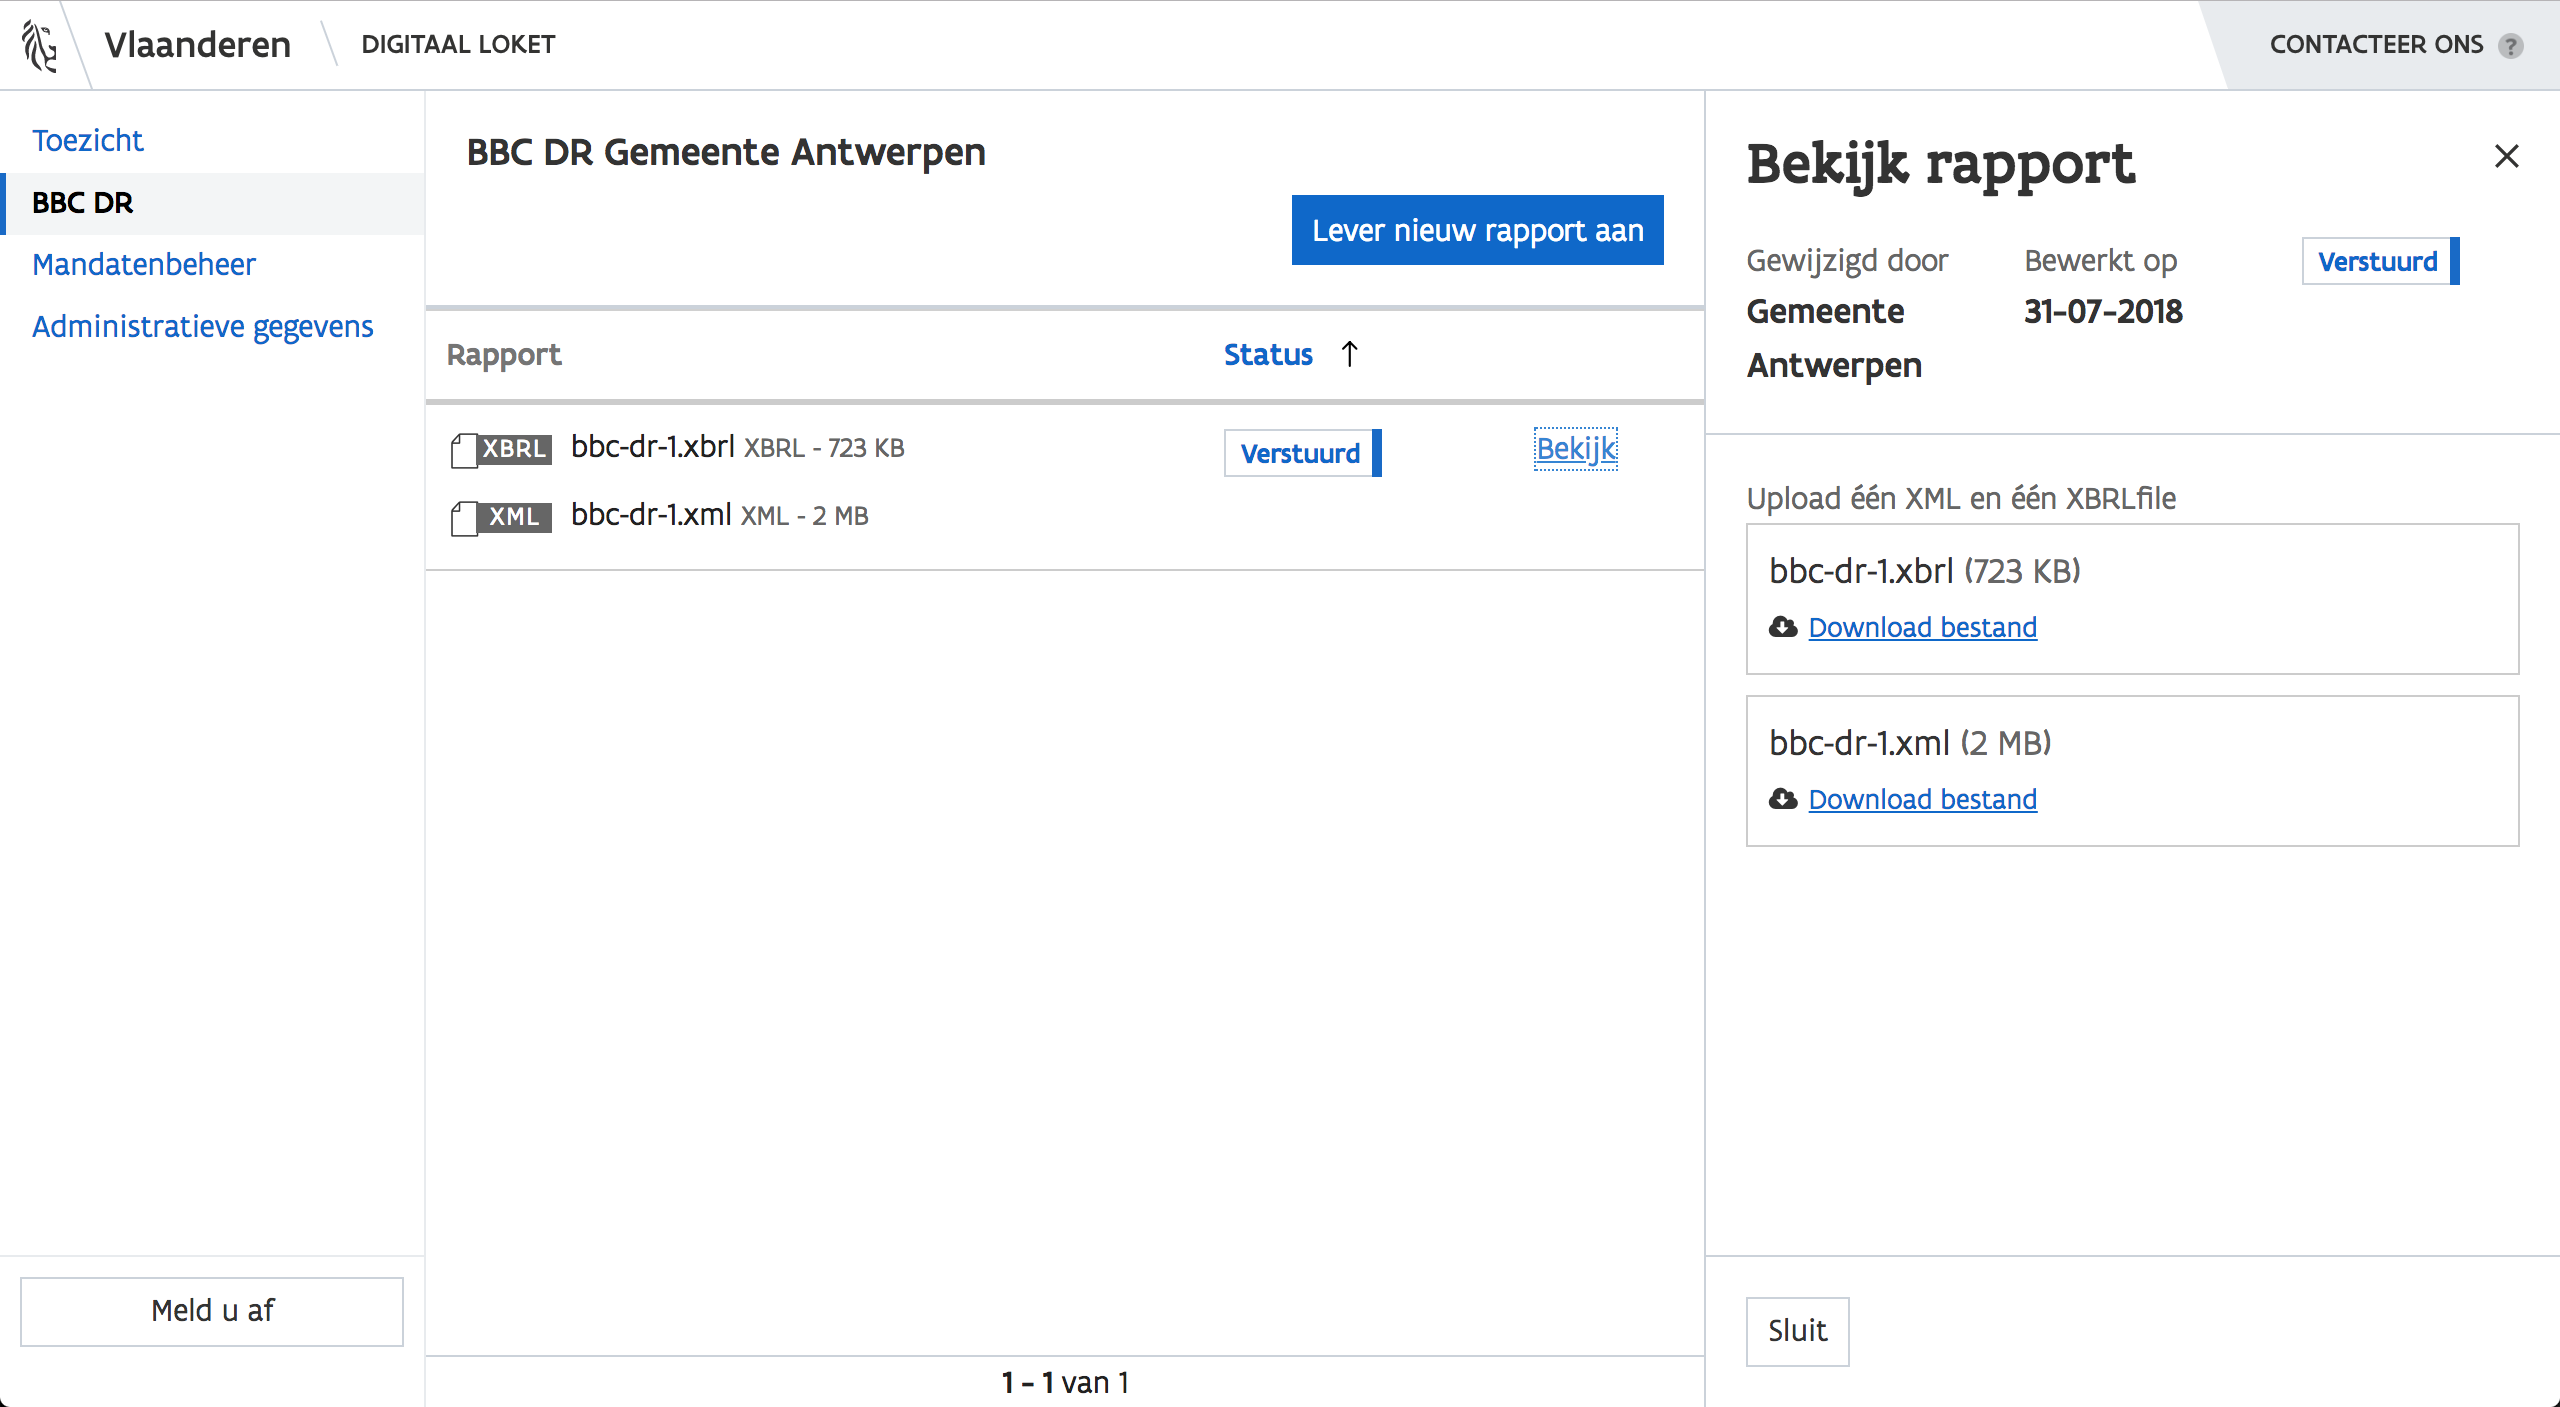 Vlaanderen
DIGITAAL LOKET
CONTACTEER ONS ?
Toezicht
BBC DR
Mandatenbeheer
Administratieve gegevens
Meld u af
BBC DR Gemeente Antwerpen
Lever nieuw rapport aan
Rapport Status ↑
XBRL bbc-dr-1.xbrl XBRL - 723 KB Verstuurd Bekijk
XML bbc-dr-1.xml XML - 2 MB
1 - 1 van 1
Bekijk rapport
Gewijzigd door Bewerkt op Verstuurd
Gemeente 31-07-2018
Antwerpen
Upload één XML en één XBRLfile
bbc-dr-1.xbrl (723 KB)
Download bestand
bbc-dr-1.xml (2 MB)
Download bestand
Sluit